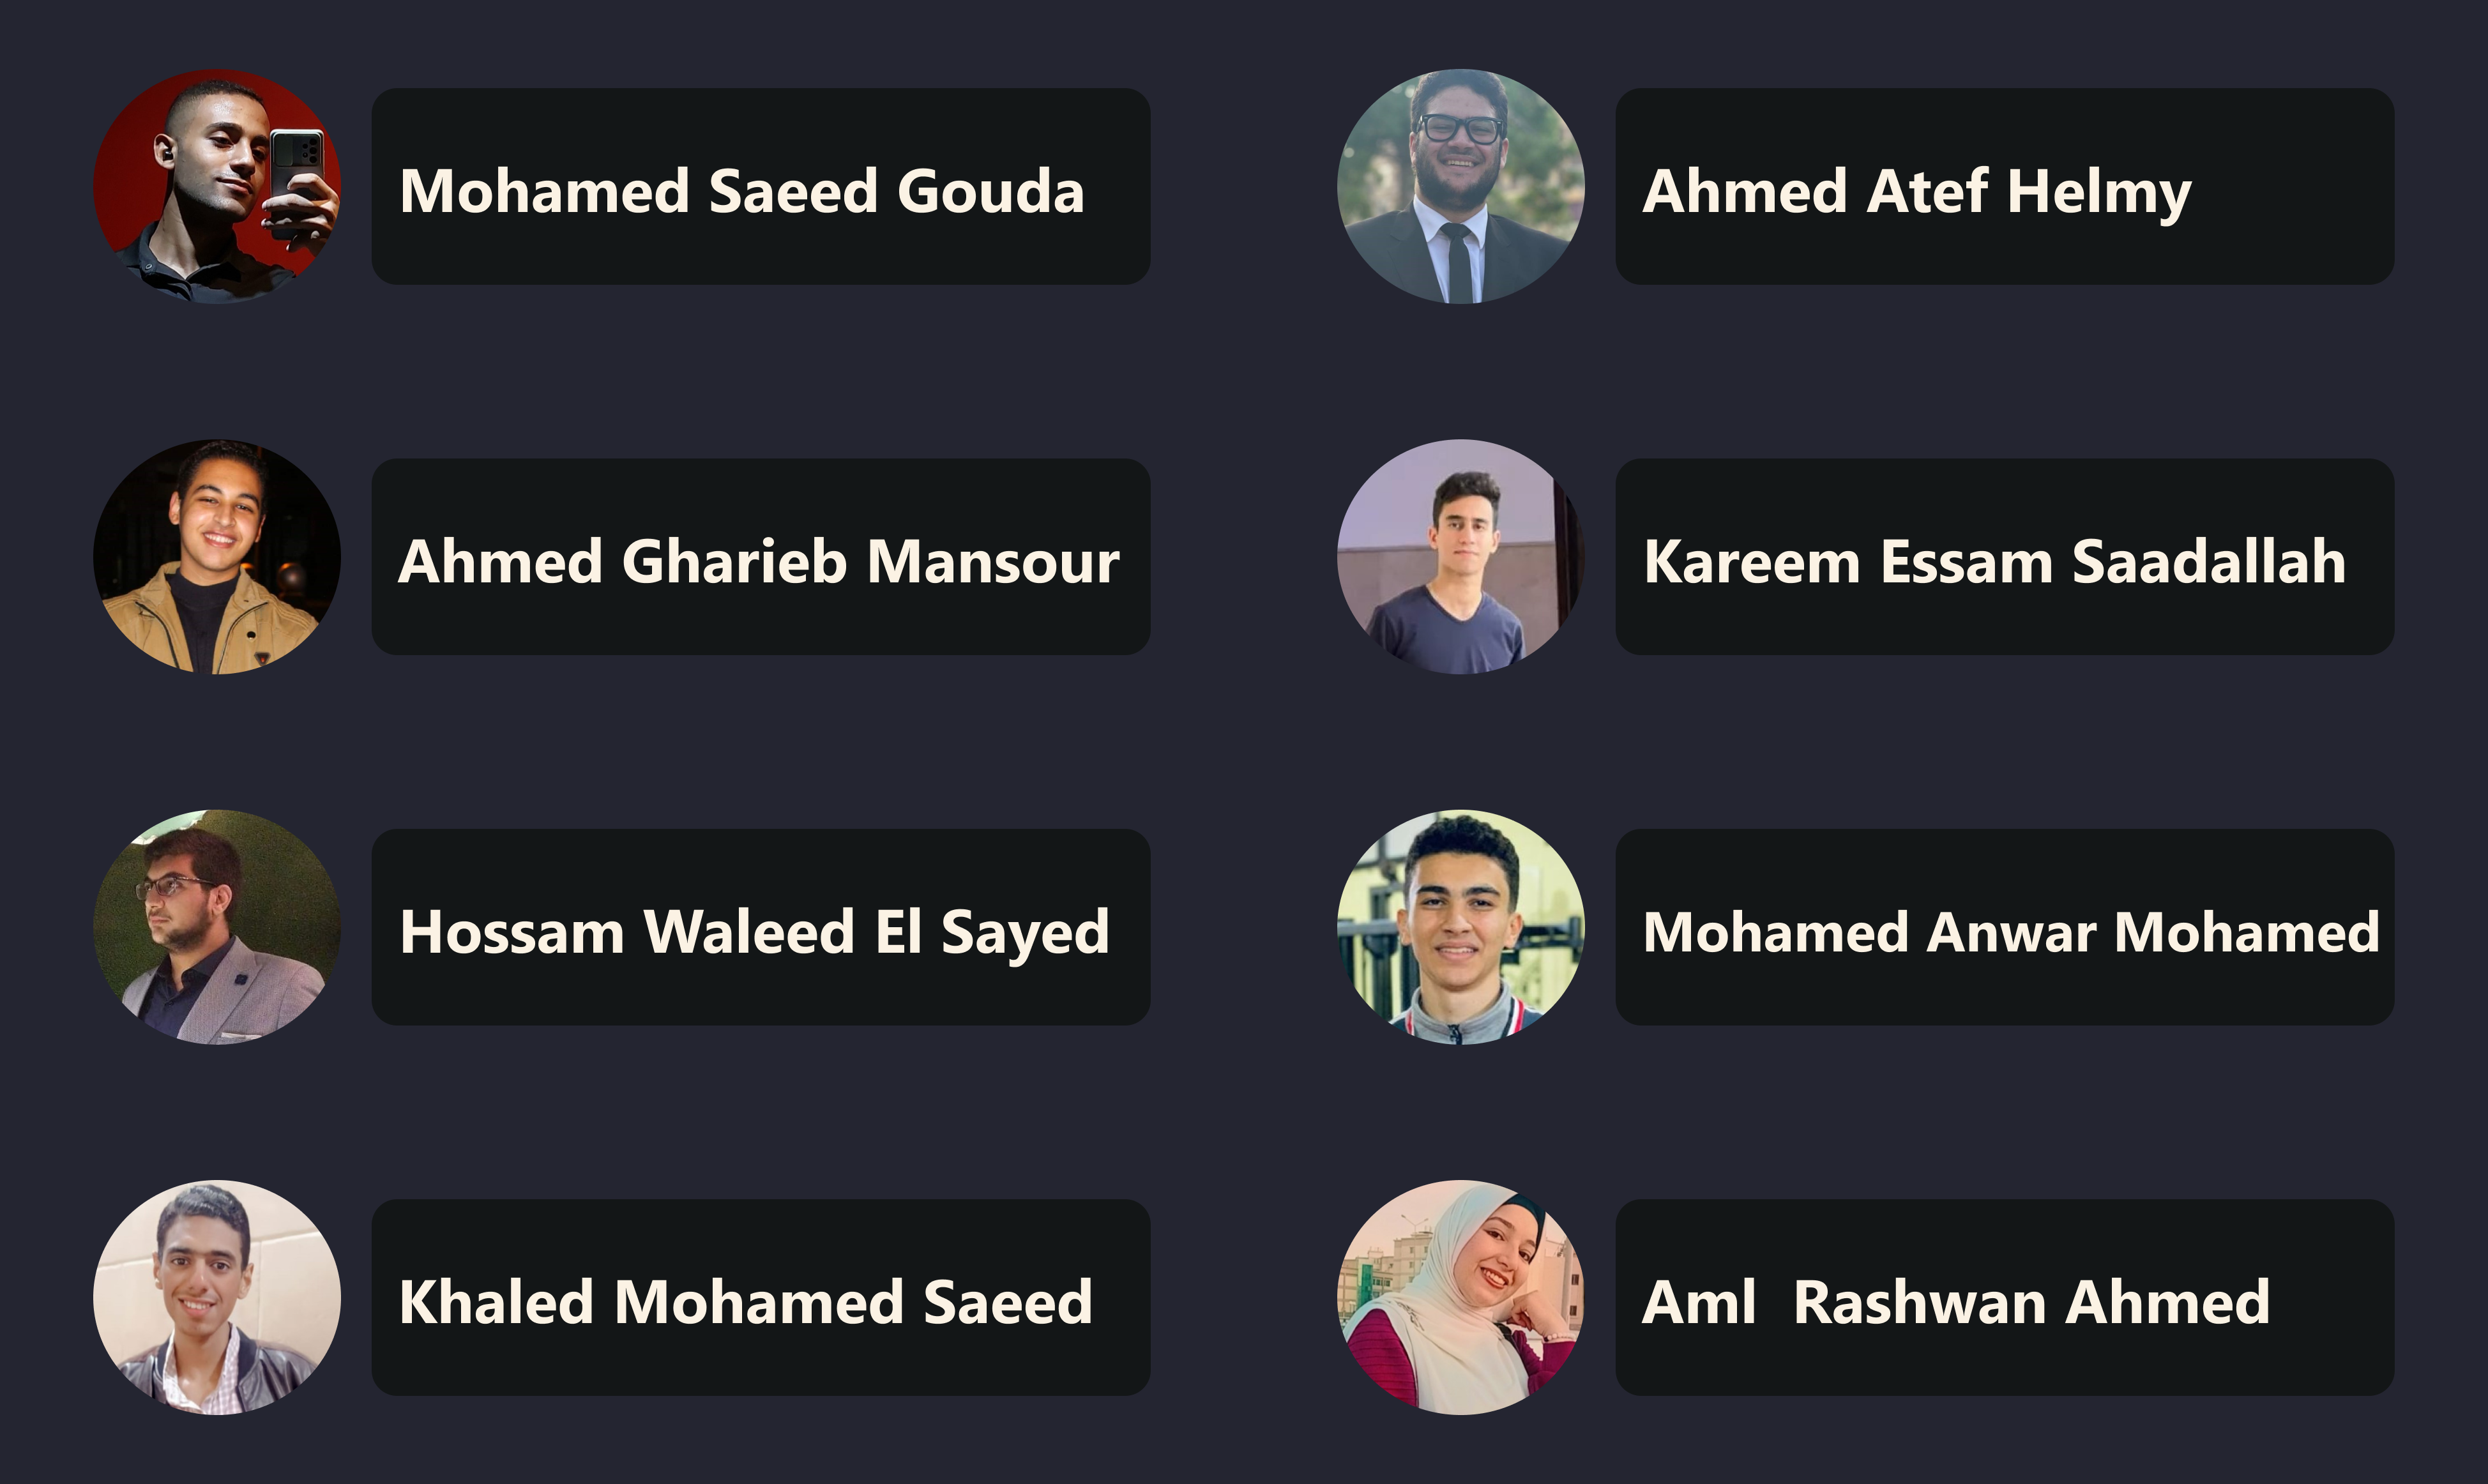 Mohamed Saeed Gouda
Ahmed Atef Helmy
Ahmed Gharieb Mansour
Kareem Essam Saadallah
Hossam Waleed El Sayed
Mohamed Anwar Mohamed
Khaled Mohamed Saeed
Aml  Rashwan Ahmed